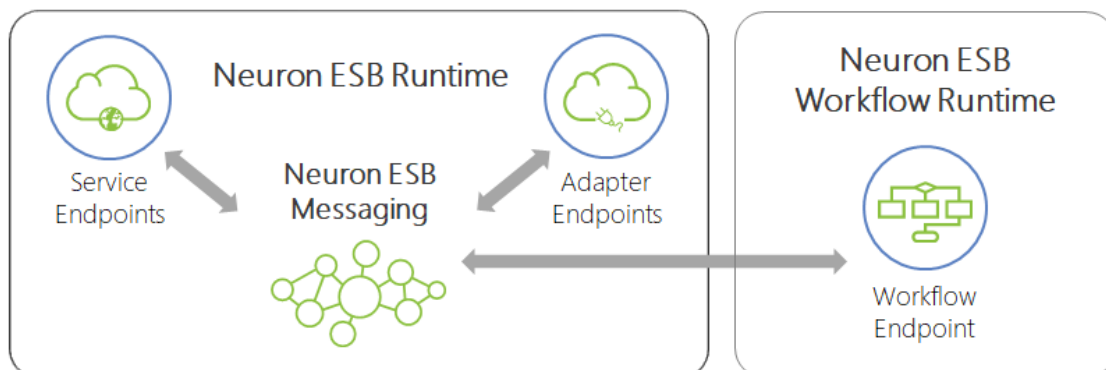 Neuron ESB Runtime
Service
Endpoints
Neuron ESB
Messaging
Adapter
Endpoints
Neuron ESB
Workflow Runtime
Workflow
Endpoint